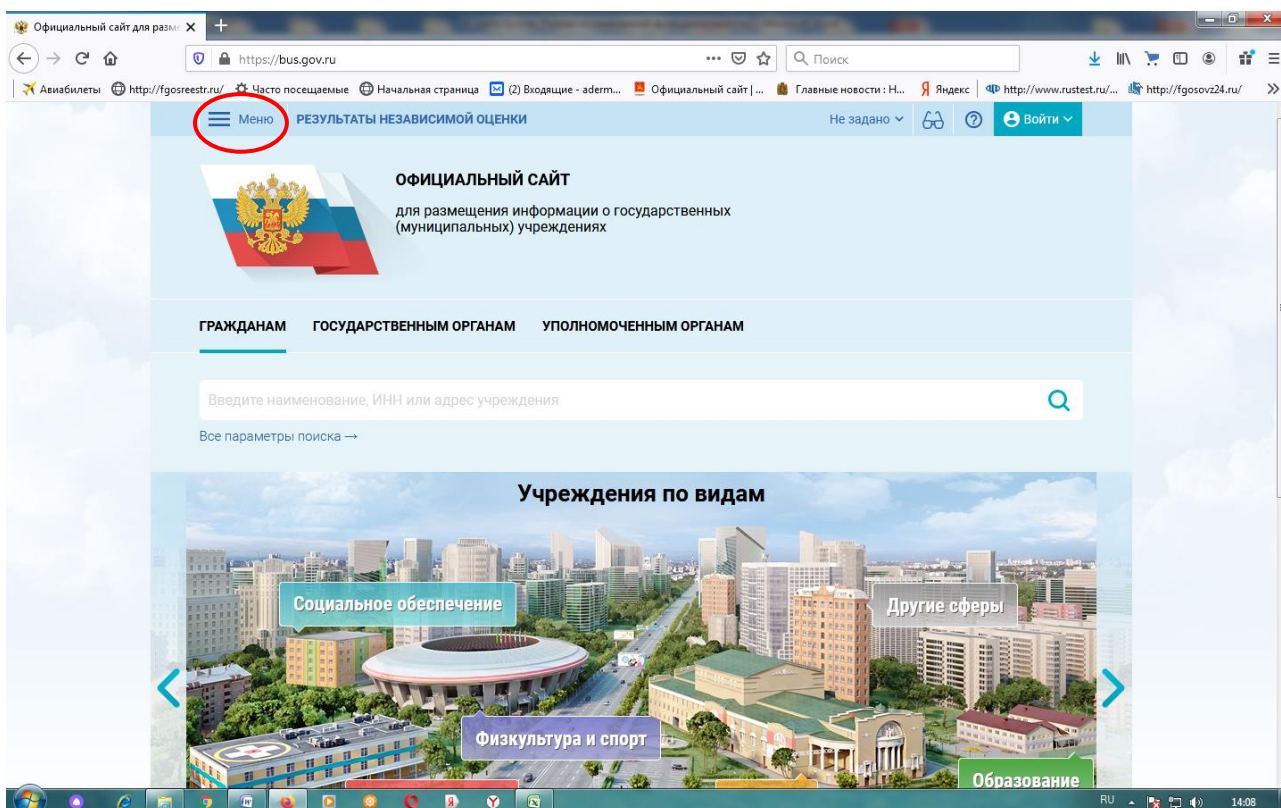 Официальный сайт для разме
https://bus.gov.ru
Поиск
Авиабилеты http://fgosreestr.ru/ Часто посещаемые Начальная страница (2) Входящие - aderm... Официальный сайт | ... Главные новости : Н... Яндекс http://www.rustest.ru/... http://fgosovz24.ru/
Меню РЕЗУЛЬТАТЫ НЕЗАВИСИМОЙ ОЦЕНКИ Не задано Войти
ОФИЦИАЛЬНЫЙ САЙТ
для размещения информации о государственных
(муниципальных) учреждениях
ГРАЖДАНАМ ГОСУДАРСТВЕННЫМ ОРГАНАМ УПОЛНОМОЧЕННЫМ ОРГАНАМ
Введите наименование, ИНН или адрес учреждения
Все параметры поиска →
Учреждения по видам
Социальное обеспечение
Другие сферы
Физкультура и спорт
Образование
RU 14:08